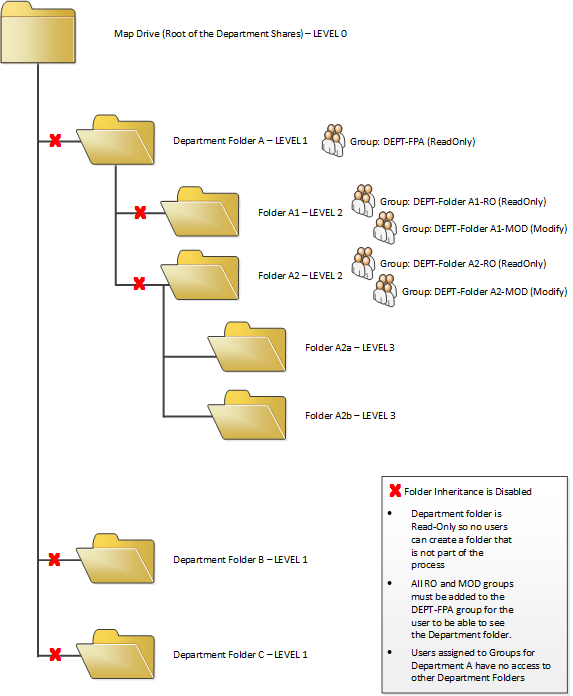 Map Drive (Root of the Department Shares) – LEVEL 0
Department Folder A – LEVEL 1
Group: DEPT-FPA (ReadOnly)
Folder A1 – LEVEL 2
Group: DEPT-Folder A1-RO (ReadOnly)
Group: DEPT-Folder A1-MOD (Modify)
Folder A2 – LEVEL 2
Group: DEPT-Folder A2-RO (ReadOnly)
Group: DEPT-Folder A2-MOD (Modify)
Folder A2a – LEVEL 3
Folder A2b – LEVEL 3
Department Folder B – LEVEL 1
Department Folder C – LEVEL 1
Folder Inheritance is Disabled
• Department folder is
Read-Only so no users
can create a folder that
is not part of the
process
• All RO and MOD groups
must be added to the
DEPT-FPA group for the
user to be able to see
the Department folder.
• Users assigned to Groups for
Department A have no access to
other Department Folders